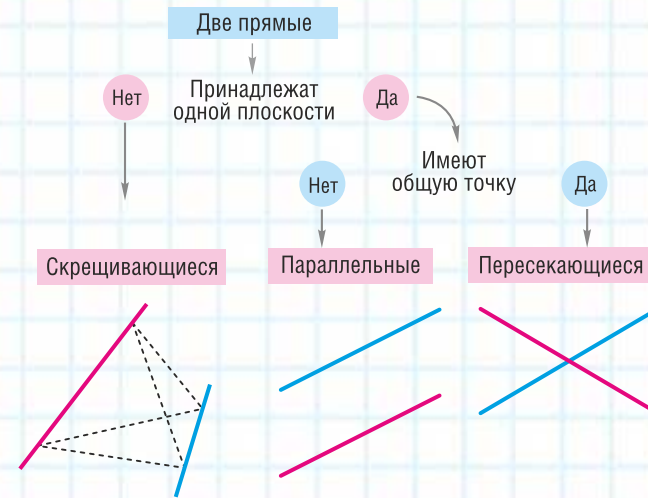 Две прямые
Нет
Принадлежат
одной плоскости
Да
Имеют
общую точку
Нет
Да
Скрещивающиеся
Параллельные
Пересекающиеся